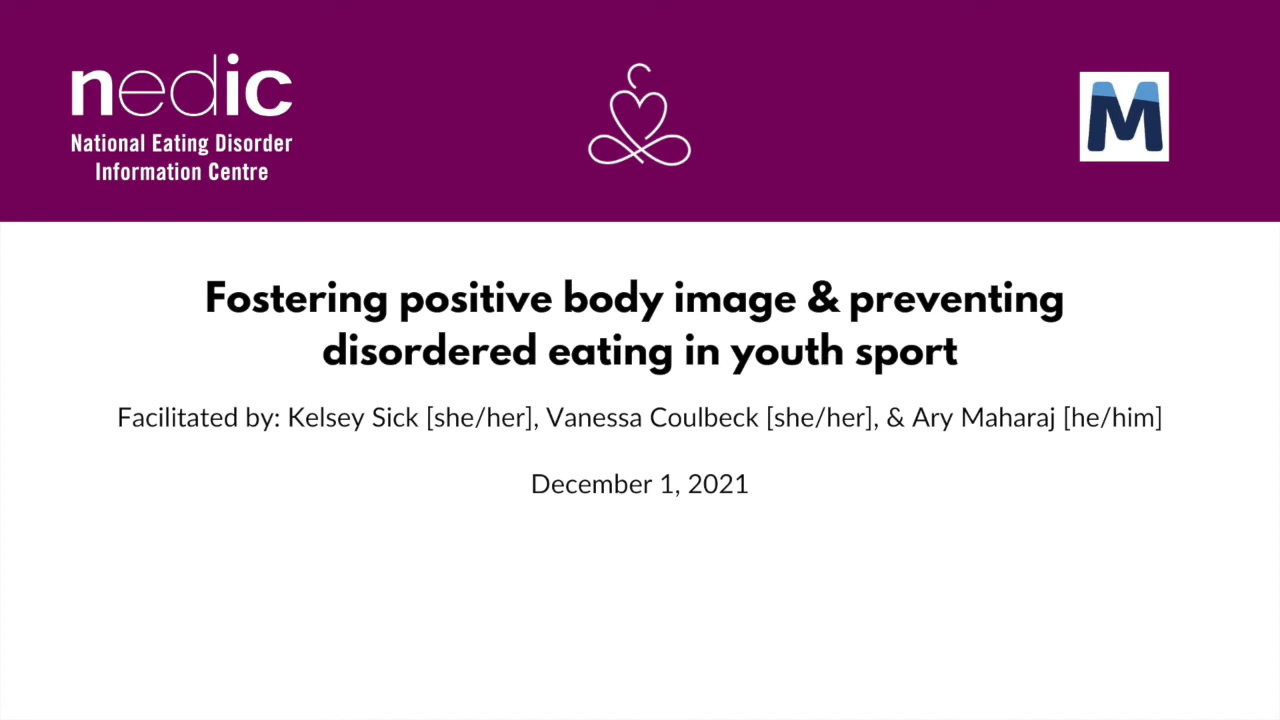 nedic
National Eating Disorder
Information Centre
M
Fostering positive body image & preventing
disordered eating in youth sport
Facilitated by: Kelsey Sick [she/her], Vanessa Coulbeck [she/her], & Ary Maharaj [he/him]
December 1, 2021